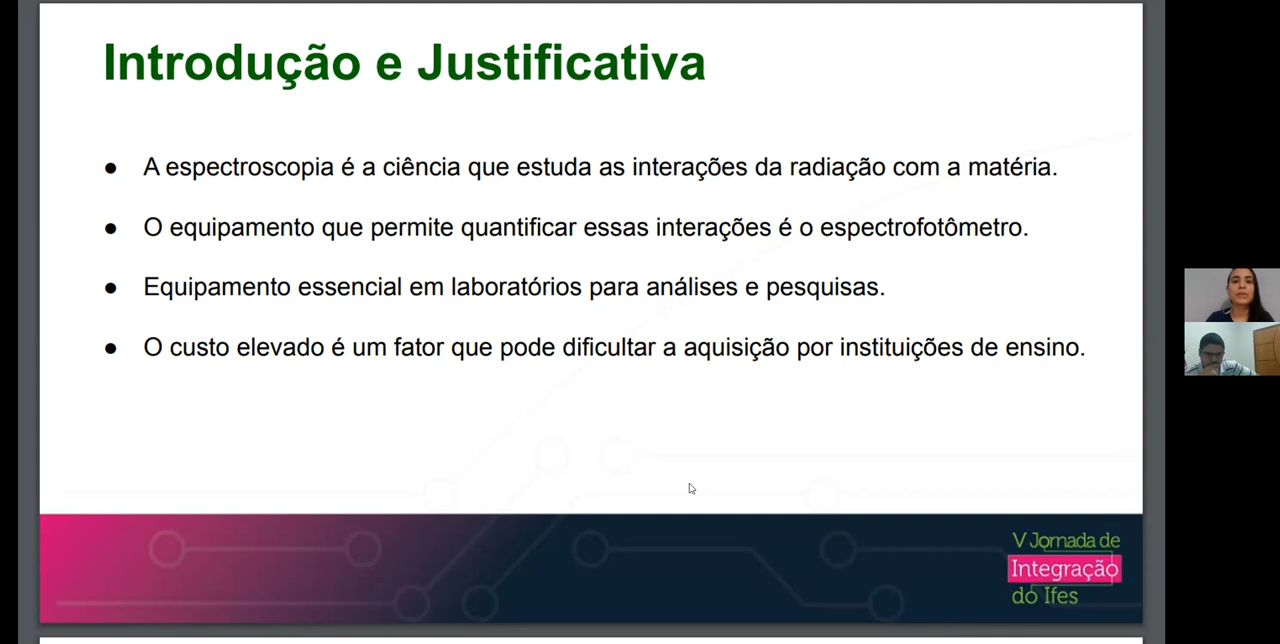 Introdução e Justificativa
● A espectroscopia é a ciência que estuda as interações da radiação com a matéria.
● O equipamento que permite quantificar essas interações é o espectrofotômetro.
● Equipamento essencial em laboratórios para análises e pesquisas.
● O custo elevado é um fator que pode dificultar a aquisição por instituições de ensino.
V Jornada de
Integração
do Ifes